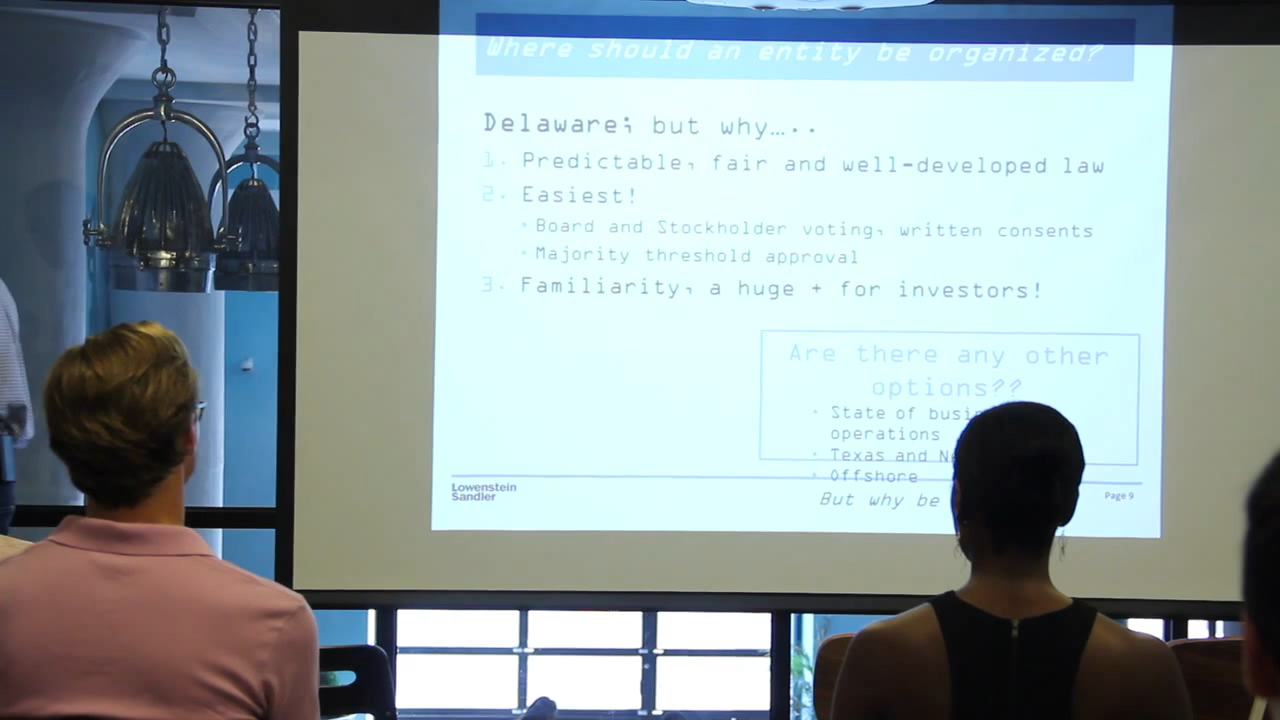 Where should an entity be organized?
Delaware; but why…..
1. Predictable, fair and well-developed law
2. Easiest!
• Board and Stockholder voting, written consents
• Majority threshold approval
3. Familiarity, a huge + for investors!
Are there any other
options??
• State of
operations
• Texas and
• Offshore
But why be
Lowenstein
Sandler
Page 9